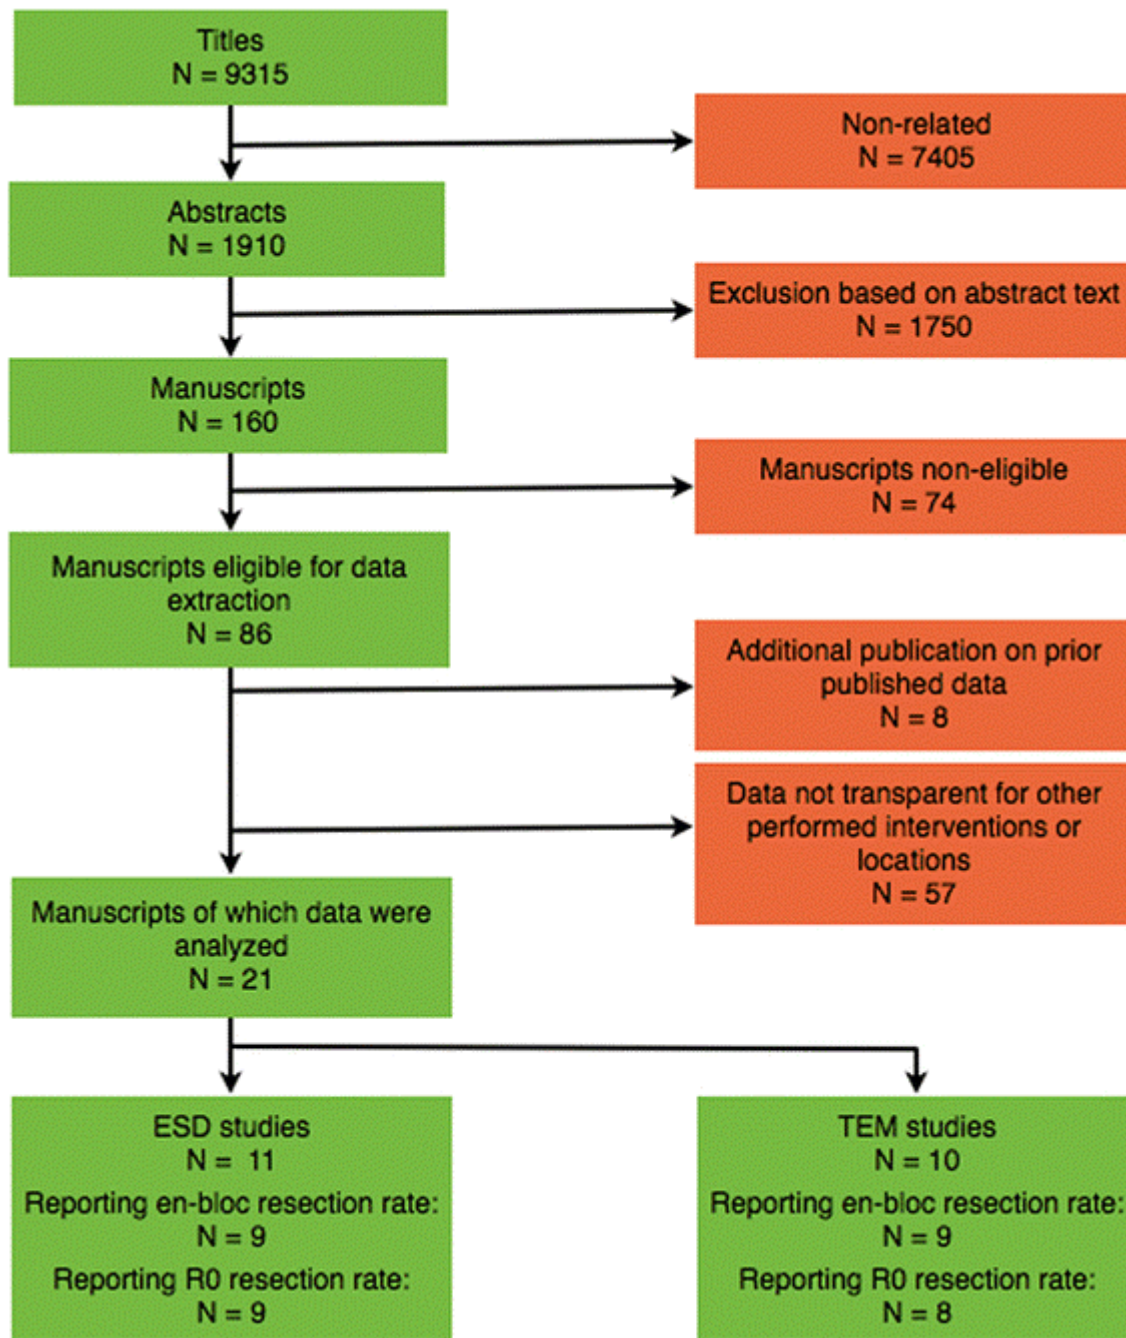 Titles
N = 9315
Non-related
N = 7405
Abstracts
N = 1910
Exclusion based on abstract text
N = 1750
Manuscripts
N = 160
Manuscripts non-eligible
N = 74
Manuscripts eligible for data
extraction
N = 86
Additional publication on prior
published data
N = 8
Data not transparent for other
performed interventions or
locations
N = 57
Manuscripts of which data were
analyzed
N = 21
ESD studies
N = 11
Reporting en-bloc resection rate:
N = 9
Reporting R0 resection rate:
N = 9
TEM studies
N = 10
Reporting en-bloc resection rate:
N = 9
Reporting R0 resection rate:
N = 8